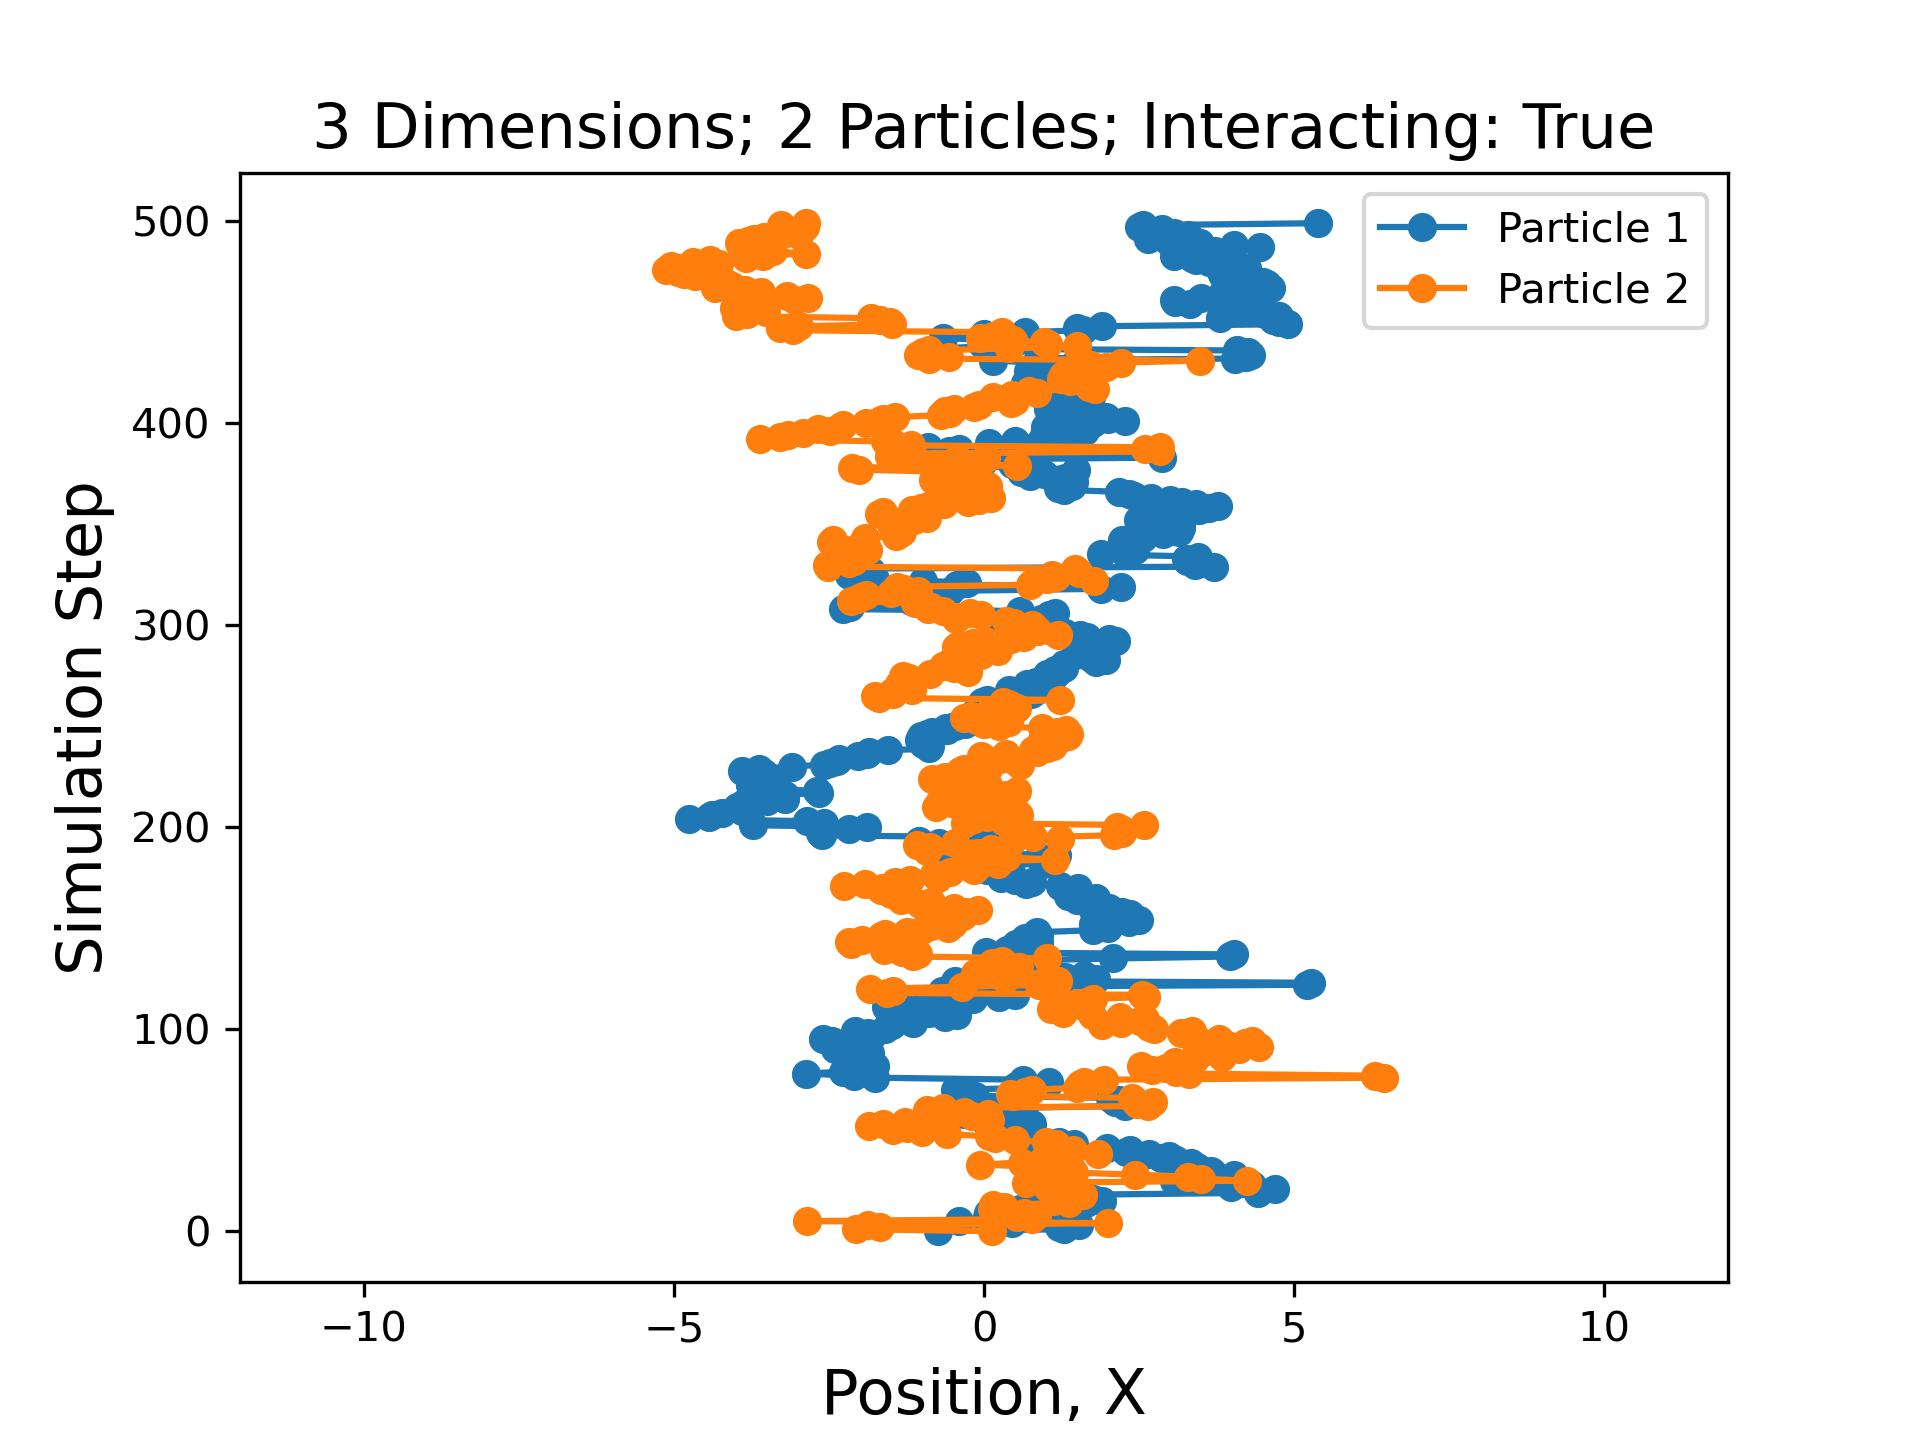 3 Dimensions; 2 Particles; Interacting: True
Particle 1
Particle 2
500
400
300
200
100
0
Simulation Step
−10
−5
0
5
10
Position, X